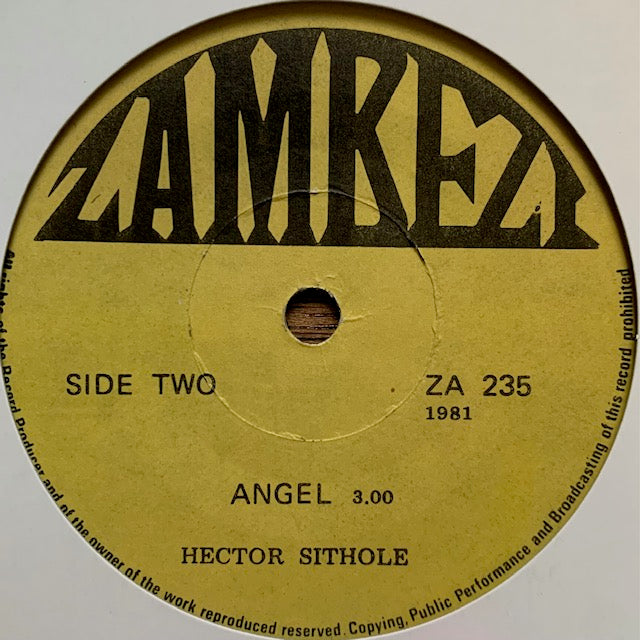 ZAMBEZI
SIDE TWO
ZA 235
1981
ANGEL 3.00
HECTOR SITHOLE
All rights of the Record Producer and of the owner of the work reproduced reserved. Copying, Public Performance and Broadcasting of this record prohibited